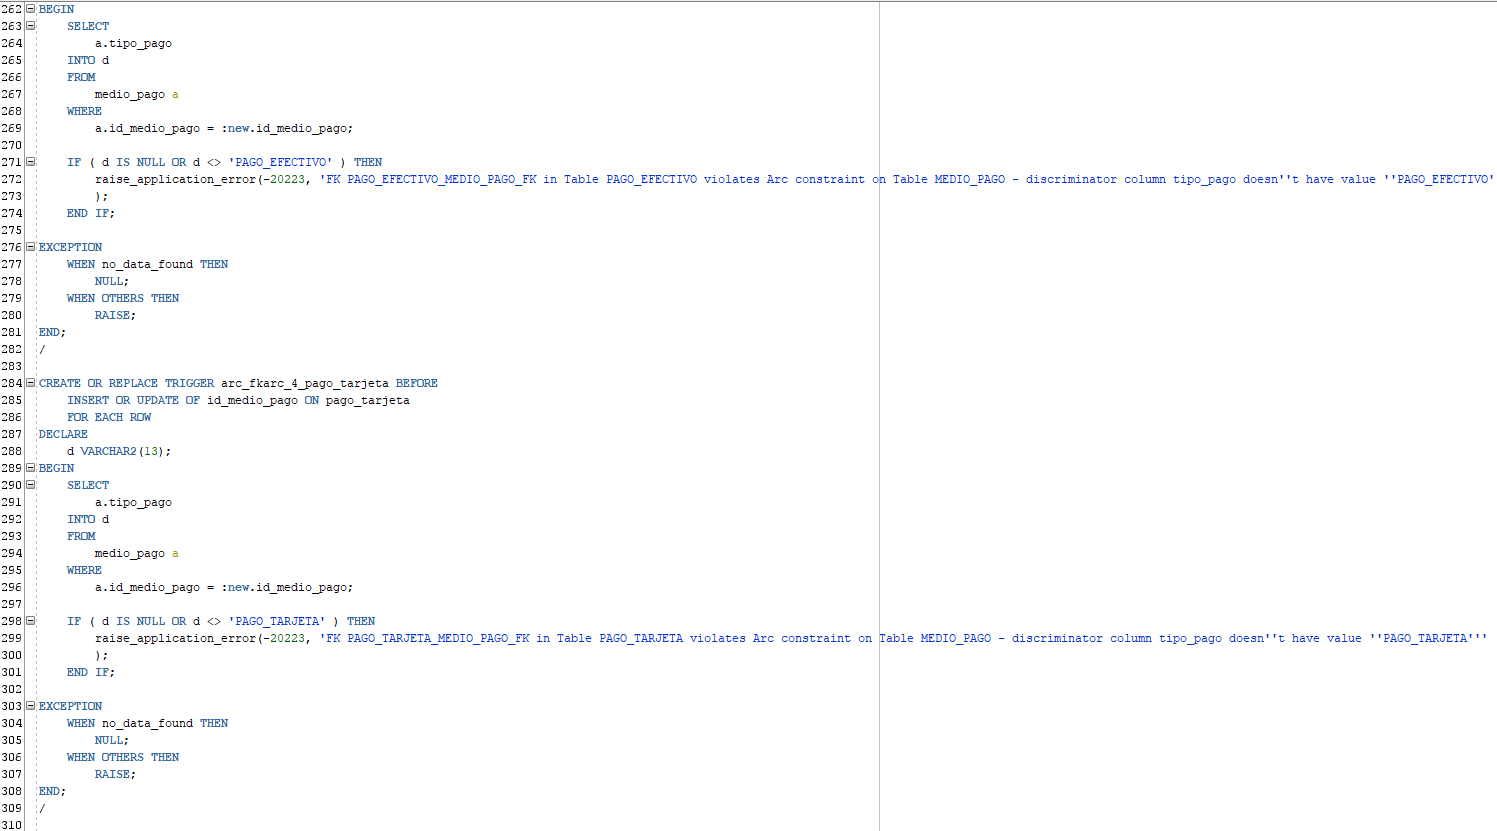 262 BEGIN
263     SELECT
264         a.tipo_pago
265     INTO d
266     FROM
267         medio_pago a
268     WHERE
269         a.id_medio_pago = :new.id_medio_pago;
270
271     IF ( d IS NULL OR d <> 'PAGO_EFECTIVO' ) THEN
272         raise_application_error(-20223, 'FK PAGO_EFECTIVO_MEDIO_PAGO_FK in Table PAGO_EFECTIVO violates Arc constraint on Table MEDIO_PAGO - discriminator column tipo_pago doesn''t have value ''PAGO_EFECTIVO'
273         );
274     END IF;
275
276 EXCEPTION
277     WHEN no_data_found THEN
278         NULL;
279     WHEN OTHERS THEN
280         RAISE;
281 END;
282 /
283
284 CREATE OR REPLACE TRIGGER arc_fkarc_4_pago_tarjeta BEFORE
285     INSERT OR UPDATE OF id_medio_pago ON pago_tarjeta
286     FOR EACH ROW
287 DECLARE
288     d VARCHAR2(13);
289 BEGIN
290     SELECT
291         a.tipo_pago
292     INTO d
293     FROM
294         medio_pago a
295     WHERE
296         a.id_medio_pago = :new.id_medio_pago;
297
298     IF ( d IS NULL OR d <> 'PAGO_TARJETA' ) THEN
299         raise_application_error(-20223, 'FK PAGO_TARJETA_MEDIO_PAGO_FK in Table PAGO_TARJETA violates Arc constraint on Table MEDIO_PAGO - discriminator column tipo_pago doesn''t have value ''PAGO_TARJETA'''
300         );
301     END IF;
302
303 EXCEPTION
304     WHEN no_data_found THEN
305         NULL;
306     WHEN OTHERS THEN
307         RAISE;
308 END;
309 /
310